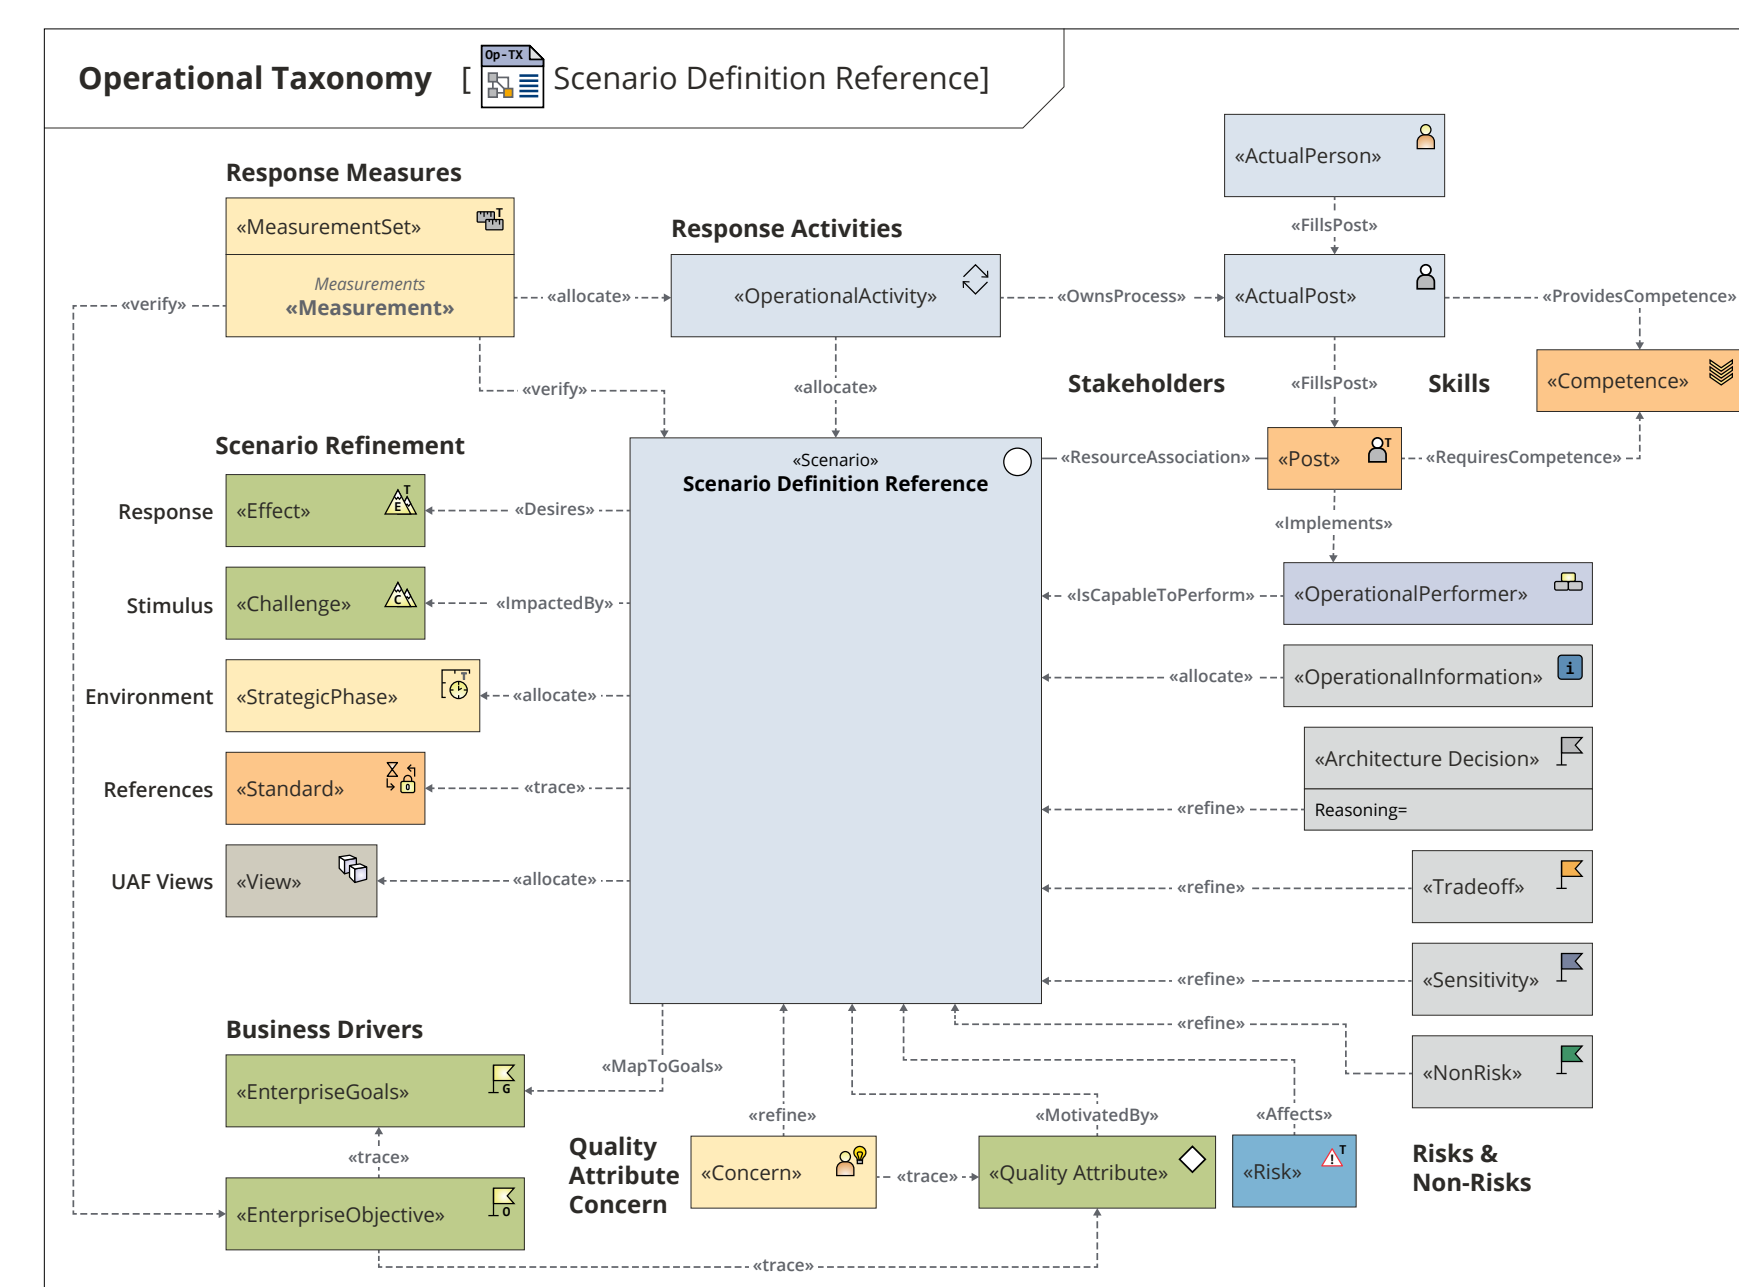 Operational Taxonomy [ Op-TX Scenario Definition Reference]
«ActualPerson»
Response Measures
«MeasurementSet»
Response Activities
«FillsPost»
Measurements
«Measurement»
«verify»
«allocate»
«OperationalActivity»
«OwnsProcess»
«ActualPost»
«ProvidesCompetence»
«verify»
«allocate»
Stakeholders
«FillsPost»
Skills
«Competence»
Scenario Refinement
«Scenario»
Scenario Definition Reference
«ResourceAssociation»
«Post»
T
«RequiresCompetence»
Response
«Effect»
T
E
«Desires»
«Implements»
Stimulus
«Challenge»
C
«ImpactedBy»
«IsCapableToPerform»
«OperationalPerformer»
Environment
«StrategicPhase»
T
«allocate»
«allocate»
«OperationalInformation»
i
«Architecture Decision»
References
«Standard»
0
«trace»
«refine»
Reasoning=
UAF Views
«View»
«allocate»
«refine»
«Tradeoff»
«refine»
«Sensitivity»
Business Drivers
«refine»
«EnterpriseGoals»
G
«MapToGoals»
«NonRisk»
«refine»
«MotivatedBy»
«Affects»
«trace»
Quality
Attribute
Concern
«Concern»
«trace»
«Quality Attribute»
«Risk»
T
Risks &
Non-Risks
«EnterpriseObjective»
O
«trace»